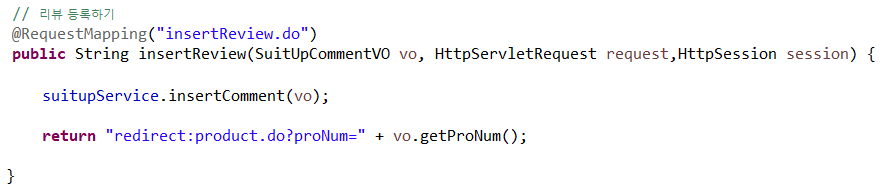 // 리뷰 등록하기
@RequestMapping("insertReview.do")
public String insertReview(SuitUpCommentVO vo, HttpServletRequest request,HttpSession session) {
suitupService.insertComment(vo);
return "redirect:product.do?proNum=" + vo.getProNum();
}